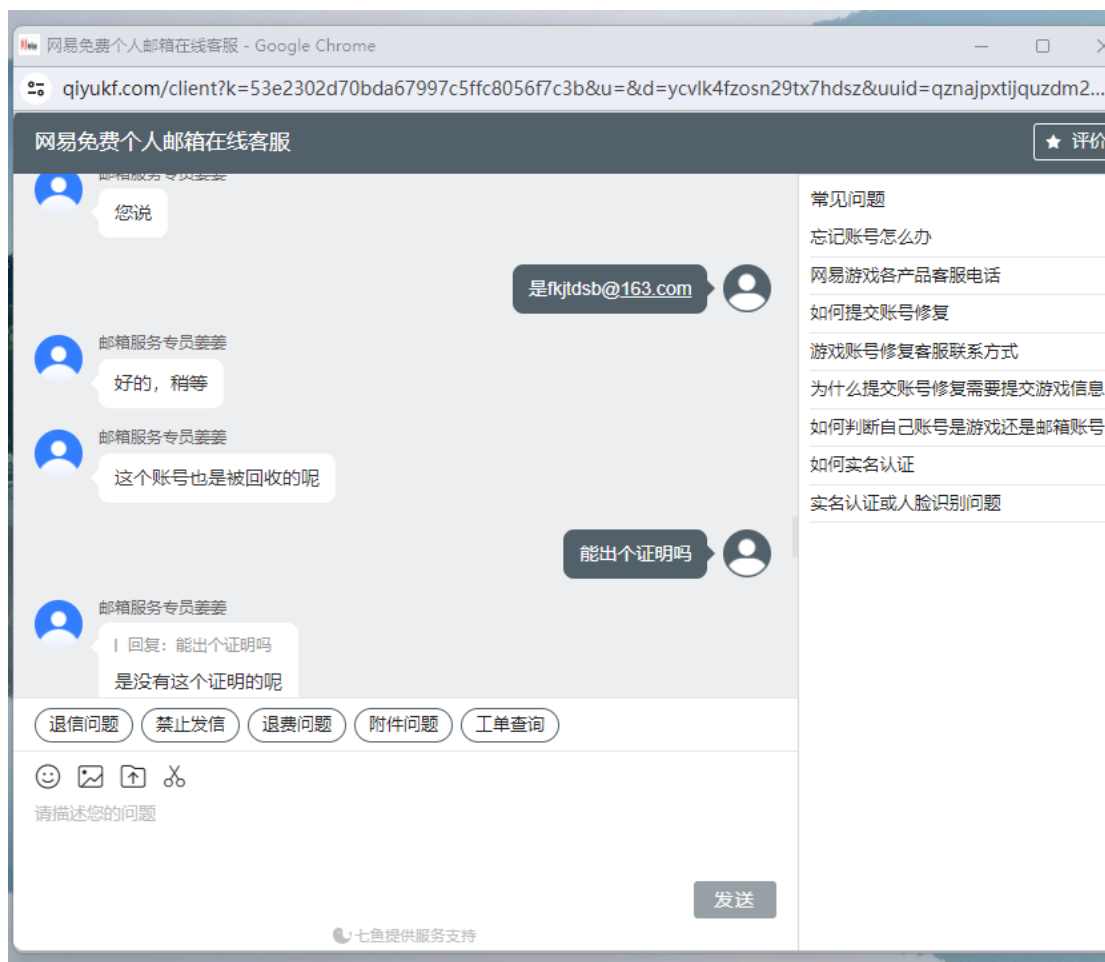 网易免费个人邮箱在线客服 - Google Chrome
qiyukf.com/client?k=53e2302d70bda67997c5ffc8056f7c3b&u=&d=ycvlk4fzosn29tx7hdsz&uuid=qznajpxtijquzdm2...
网易免费个人邮箱在线客服
评价
邮箱服务专员姜姜
您说
是fkjtdsb@163.com
邮箱服务专员姜姜
好的，稍等
邮箱服务专员姜姜
这个账号也是被回收的呢
能出个证明吗
邮箱服务专员姜姜
回复：能出个证明吗
是没有这个证明的呢
退信问题 禁止发信 退费问题 附件问题 工单查询
请描述您的问题
发送
七鱼提供服务支持
常见问题
忘记账号怎么办
网易游戏各产品客服电话
如何提交账号修复
游戏账号修复客服联系方式
为什么提交账号修复需要提交游戏信息
如何判断自己账号是游戏还是邮箱账号
如何实名认证
实名认证或人脸识别问题